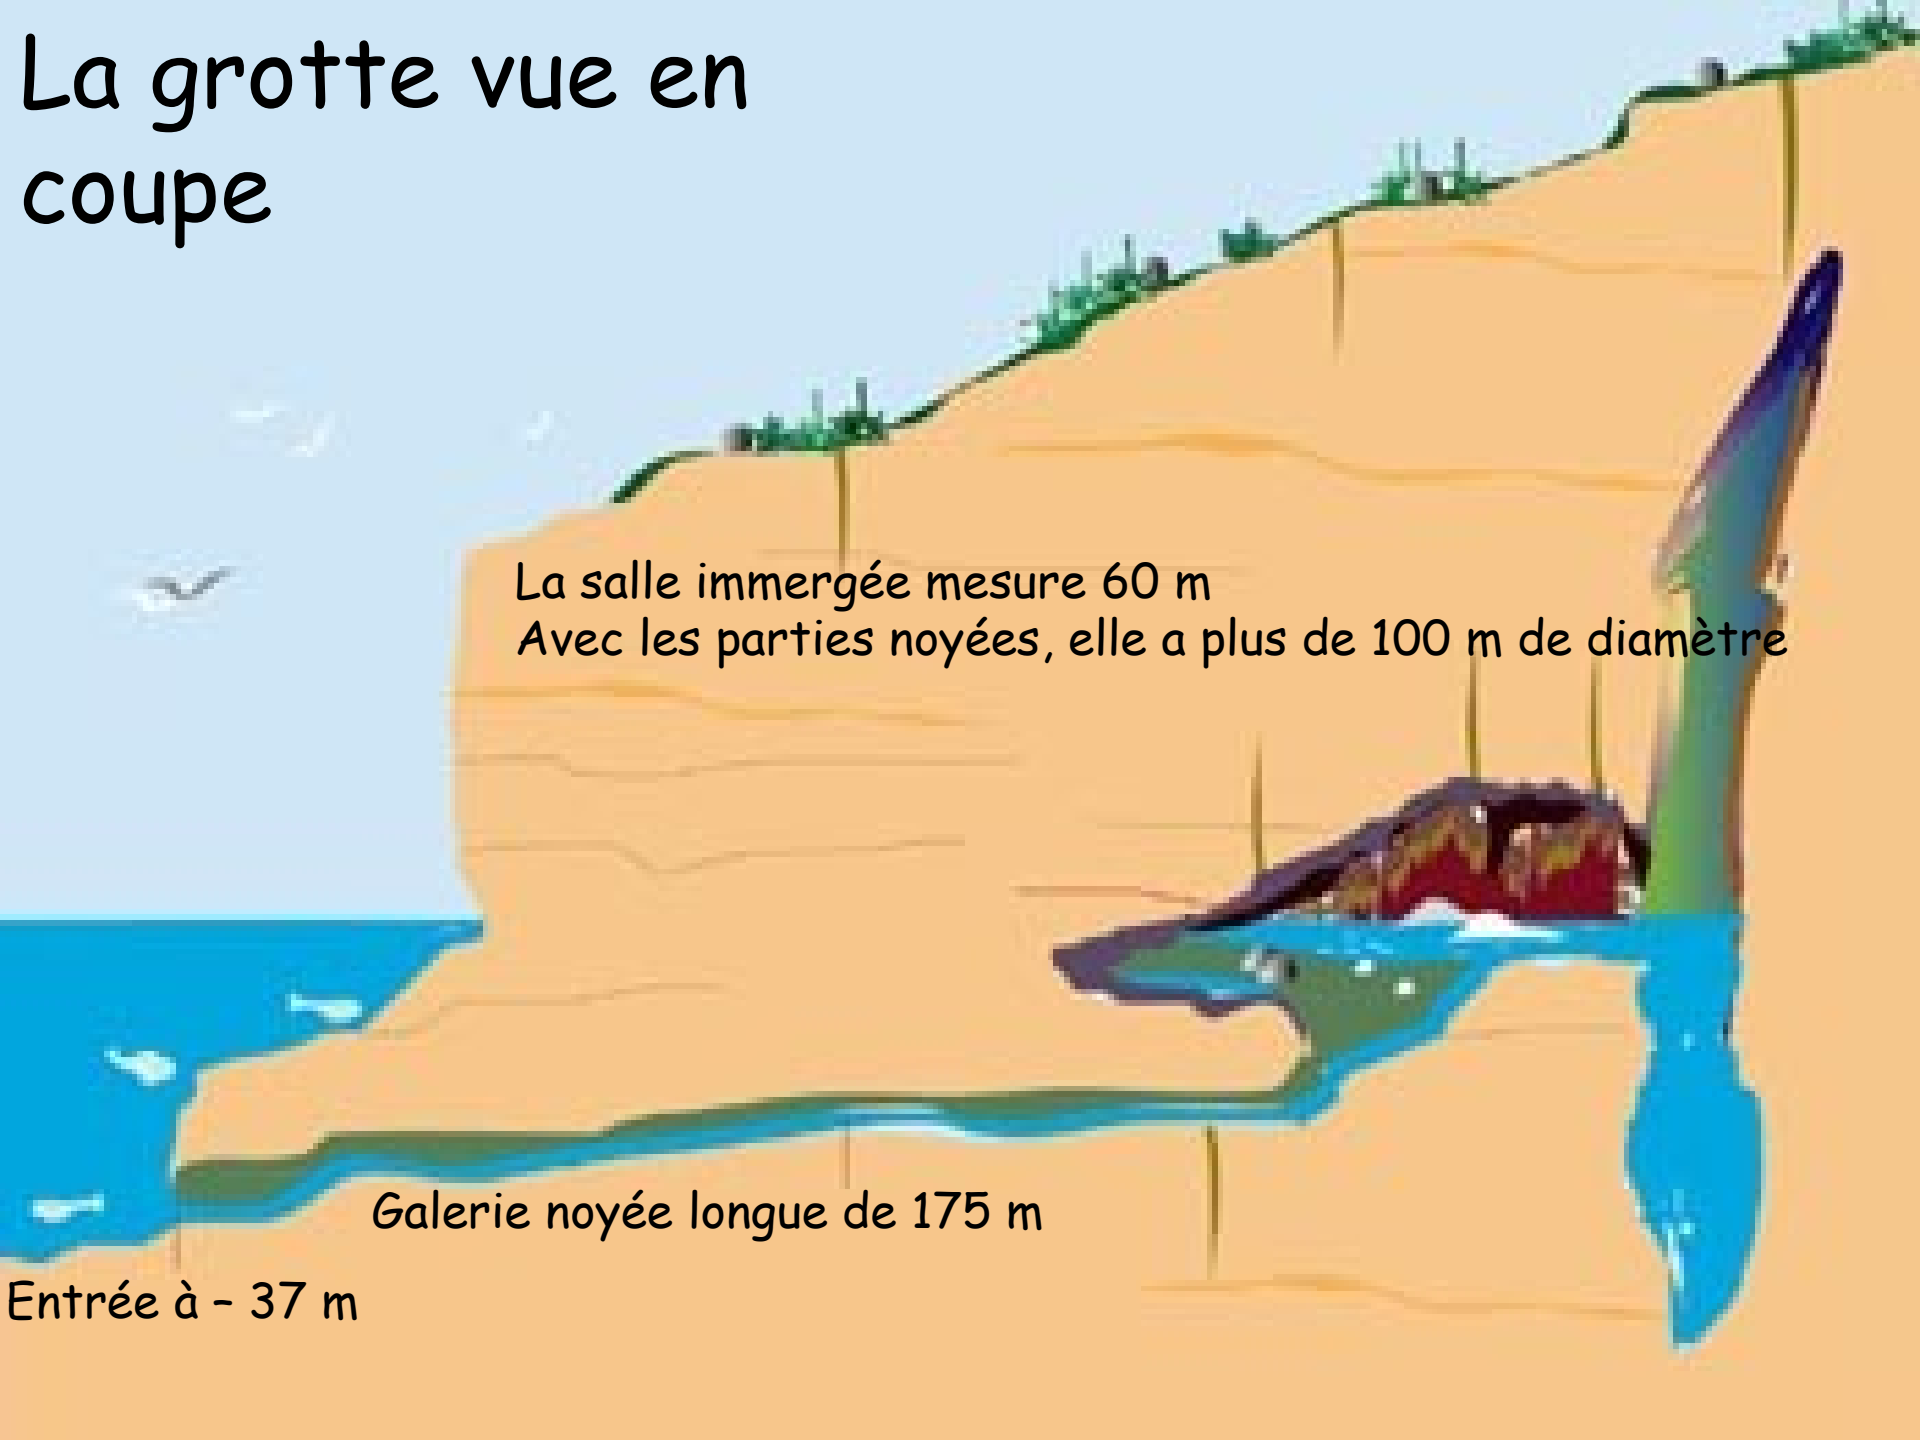 La grotte vue en
coupe
La salle immergée mesure 60 m
Avec les parties noyées, elle a plus de 100 m de diamètre
Galerie noyée longue de 175 m
Entrée à – 37 m